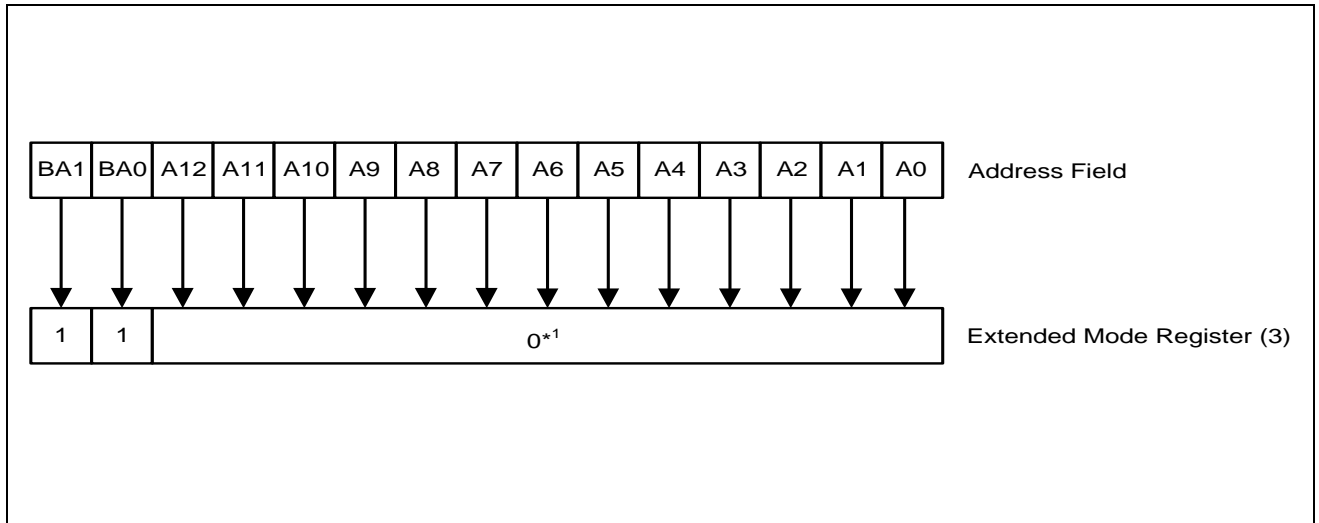 BA1 BA0 A12 A11 A10 A9 A8 A7 A6 A5 A4 A3 A2 A1 A0 Address Field
1 1 0*1 Extended Mode Register (3)